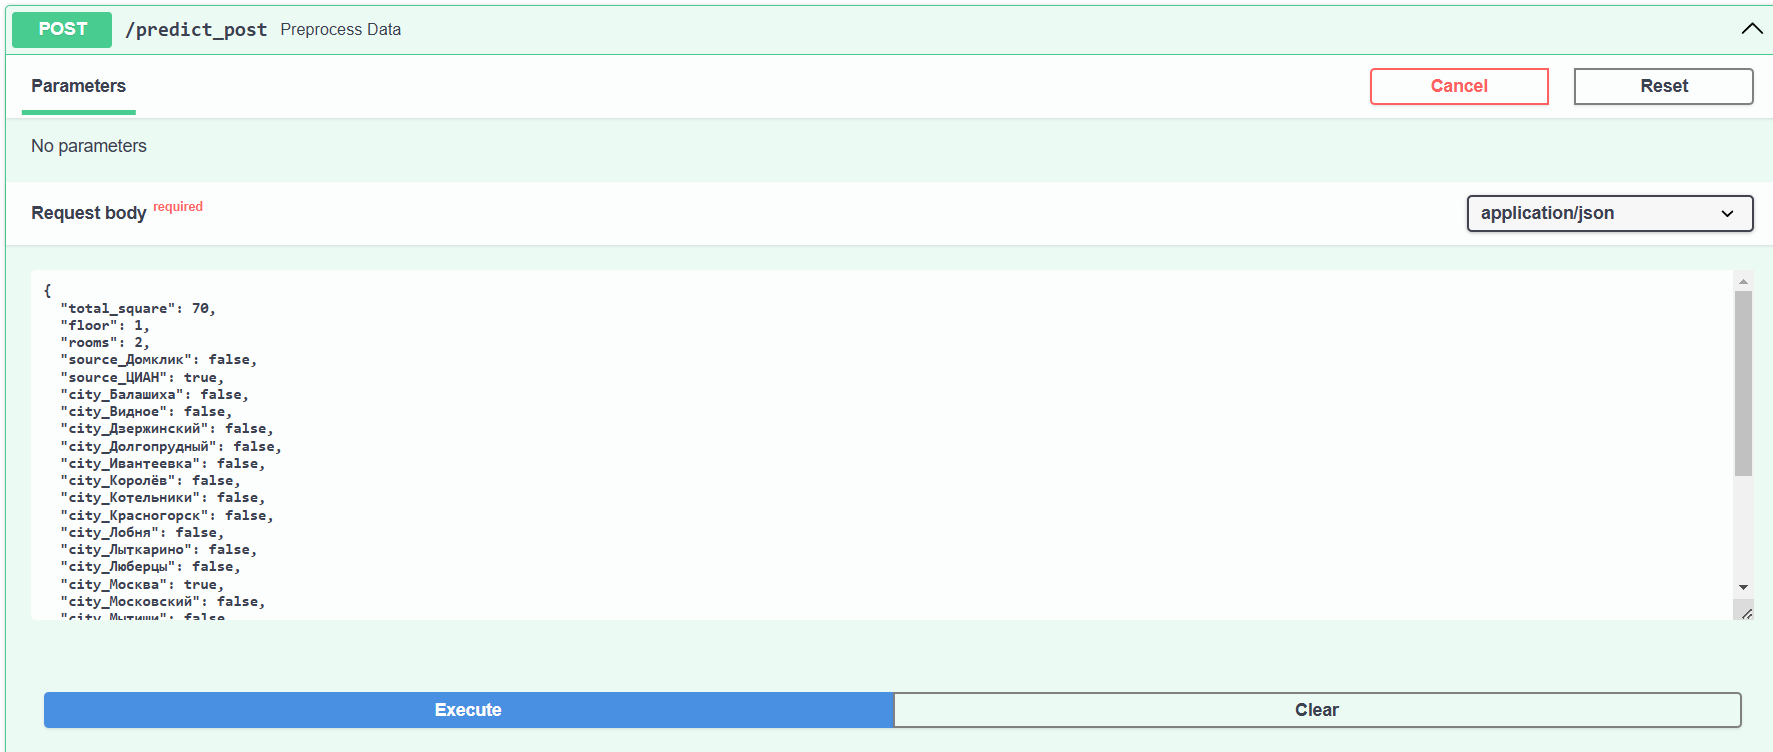 POST /predict_post Preprocess Data
Parameters
Cancel
Reset
No parameters
Request body required
application/json
{
  "total_square": 70,
  "floor": 1,
  "rooms": 2,
  "source_Домклик": false,
  "source_ЦИАН": true,
  "city_Балашиха": false,
  "city_Видное": false,
  "city_Дзержинский": false,
  "city_Долгопрудный": false,
  "city_Ивантеевка": false,
  "city_Королёв": false,
  "city_Котельники": false,
  "city_Красногорск": false,
  "city_Лобня": false,
  "city_Лыткарино": false,
  "city_Люберцы": false,
  "city_Москва": true,
  "city_Московский": false,
  "city_Мытищи": false
Execute
Clear